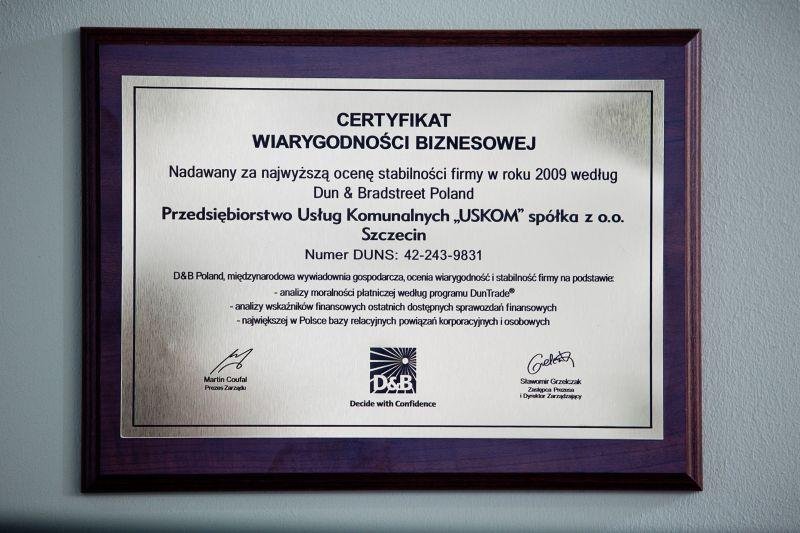 CERTYFIKAT
WIARYGODNOŚCI BIZNESOWEJ
Nadawany za najwyższą ocenę stabilności firmy w roku 2009 według
Dun & Bradstreet Poland
Przedsiębiorstwo Usług Komunalnych „USKOM” spółka z o.o.
Szczecin
Numer DUNS: 42-243-9831
D&B Poland, międzynarodowa wywiadownia gospodarcza, ocenia wiarygodność i stabilność firmy na podstawie:
- analizy moralności płatniczej według programu DunTrade®
- analizy wskaźników finansowych ostatnich dostępnych sprawozdań finansowych
- największej w Polsce bazy relacyjnych powiązań korporacyjnych i osobowych
Martin Coufal
Prezes Zarządu
D&B
Decide with Confidence
Sławomir Grzelczak
Zastępca Prezesa
i Dyrektor Zarządzający